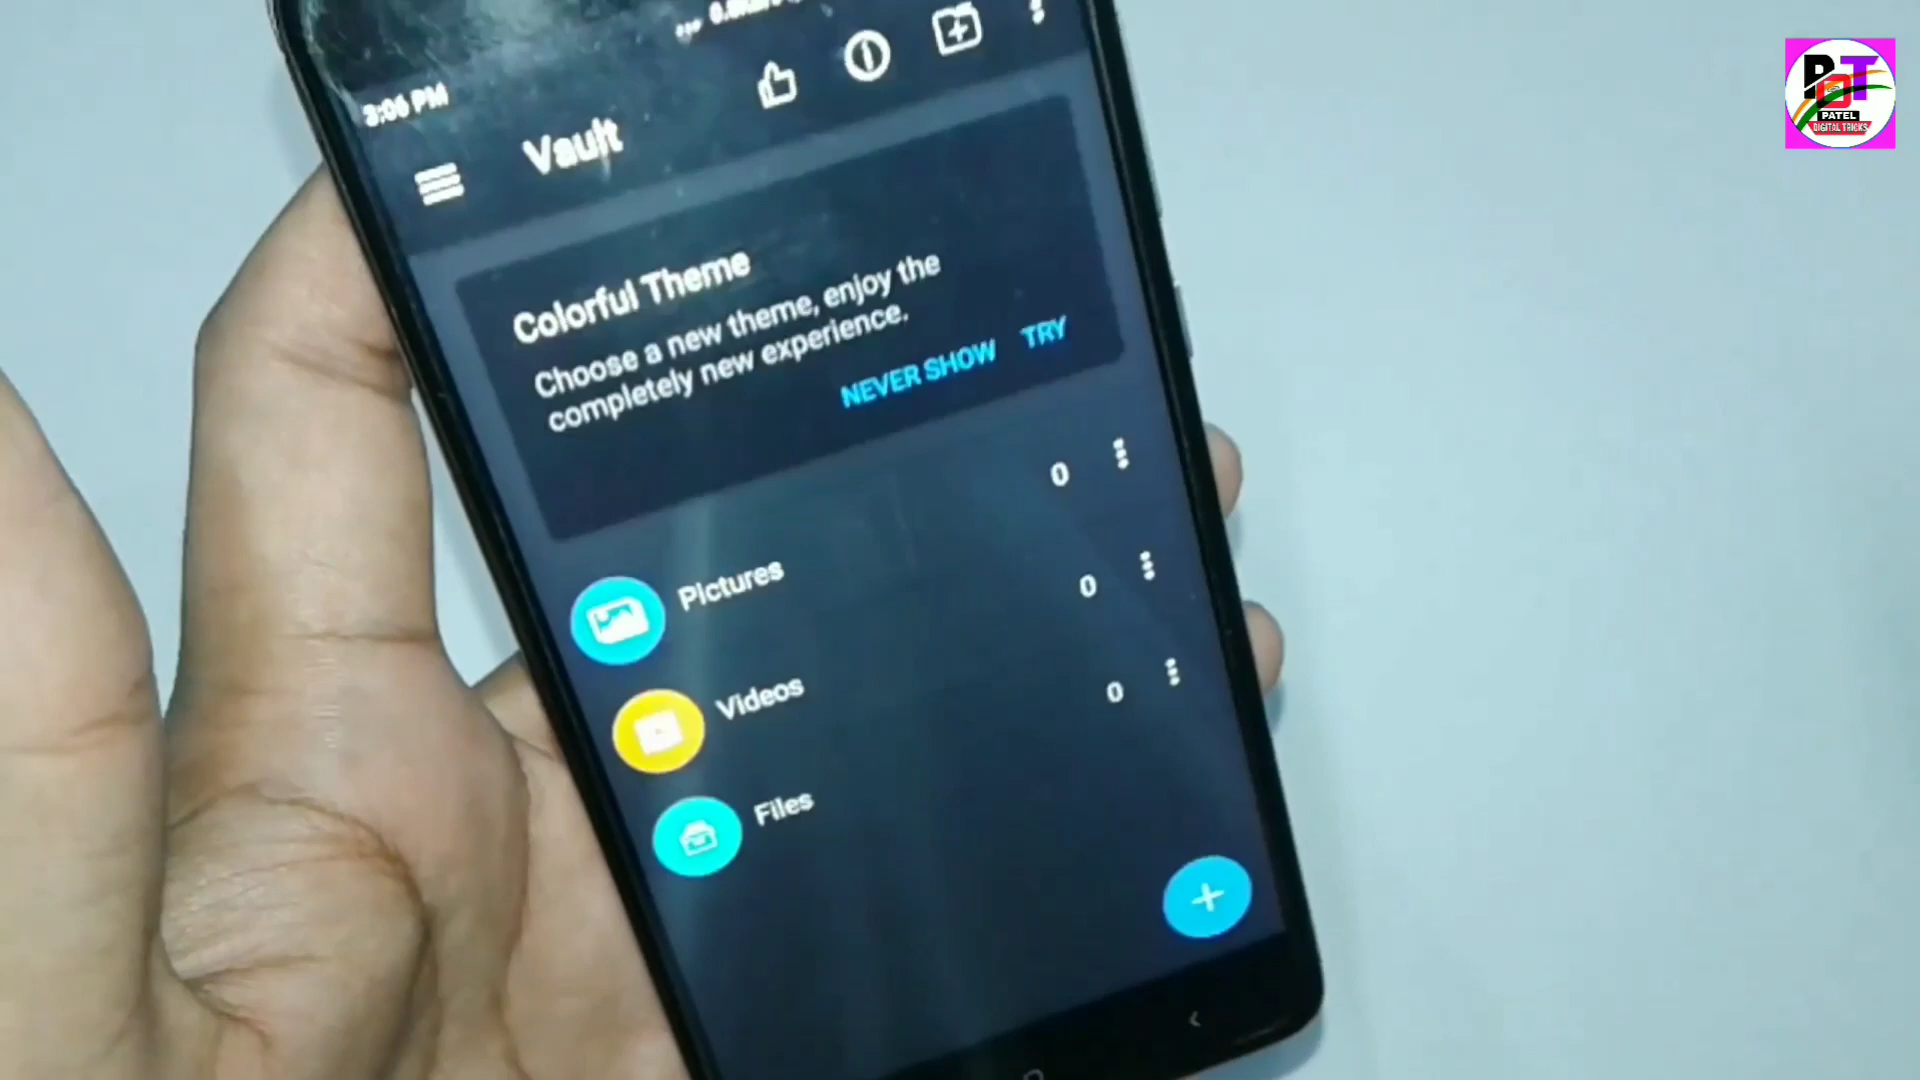 3:06 PM
Vault
Colorful Theme
Choose a new theme, enjoy the
completely new experience.
NEVER SHOW TRY
Pictures 0
Videos 0
Files 0
PDT
PATEL
DIGITAL TRICKS